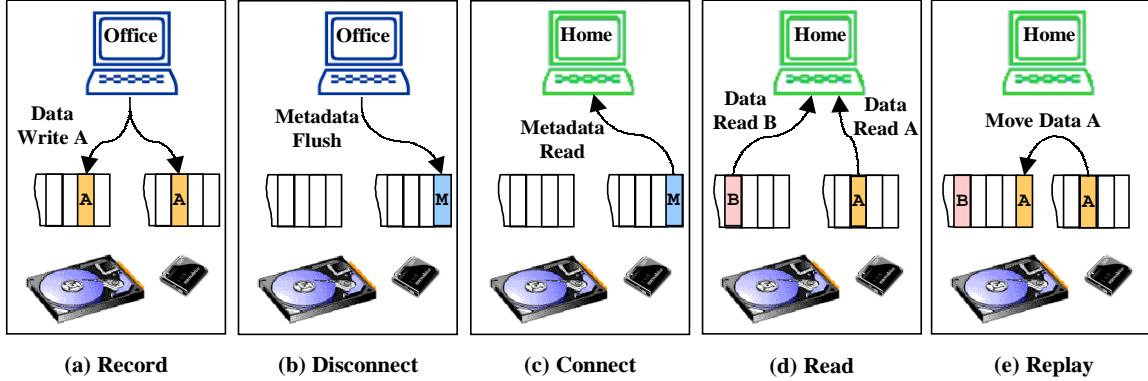 Office
Data
Write A
A
A
(a) Record
Office
Metadata
Flush
M
(b) Disconnect
Home
Metadata
Read
M
(c) Connect
Home
Data
Read B
Data
Read A
B
A
(d) Read
Home
Move Data A
B
A
A
(e) Replay